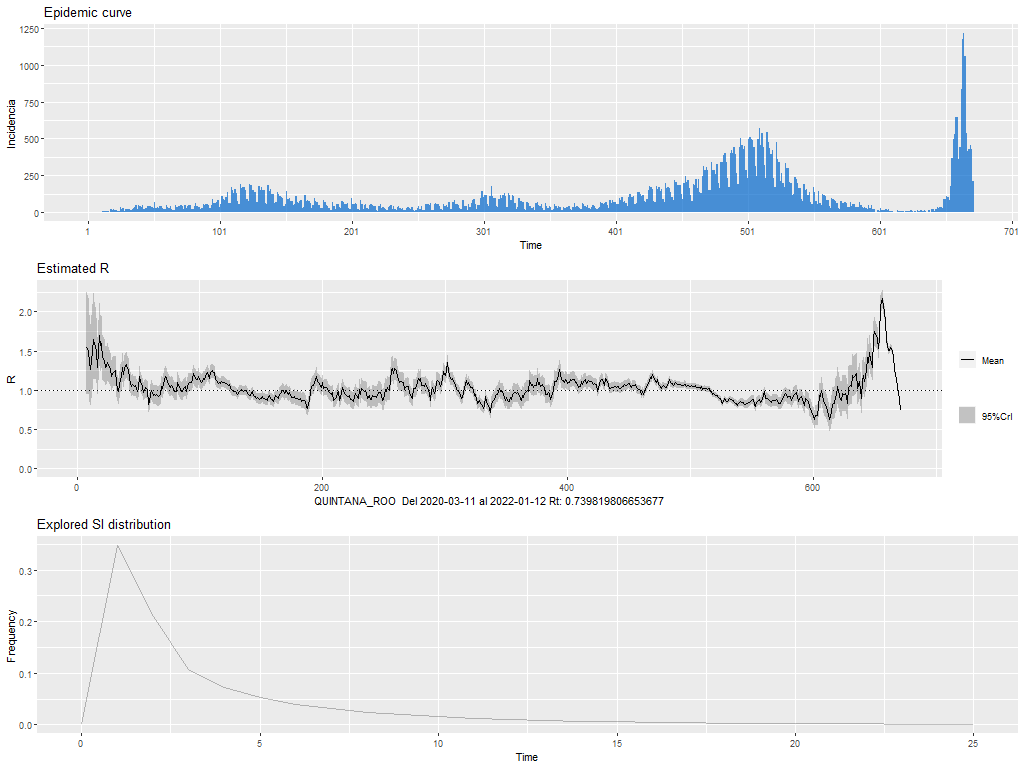 Epidemic curve
1250
1000
750
500
250
0
Incidencia
1 101 201 301 401 501 601 701
Time
Estimated R
2.0
1.5
1.0
0.5
0.0
R
0 200 400 600
QUINTANA_ROO Del 2020-03-11 al 2022-01-12 Rt: 0.739819806653677
Mean
95%CrI
Explored SI distribution
0.3
0.2
0.1
0.0
Frequency
0 5 10 15 20 25
Time